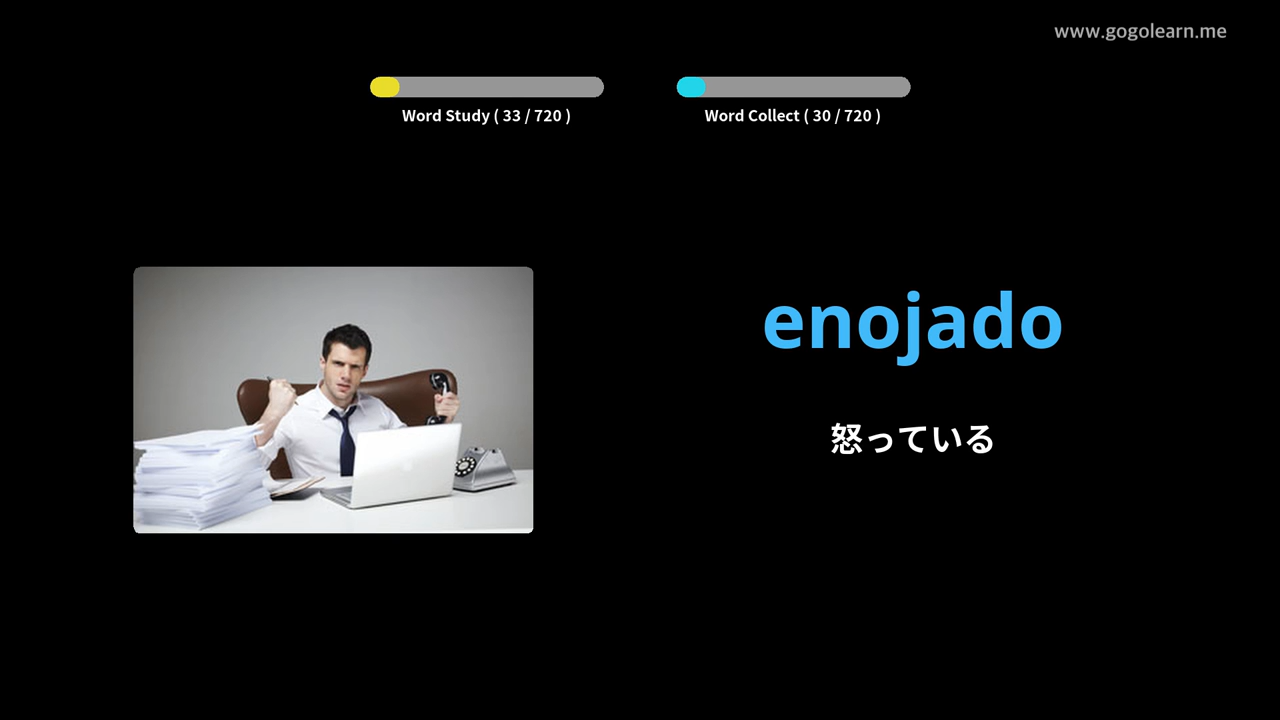 www.gogolearn.me
Word Study ( 33 / 720 )
Word Collect ( 30 / 720 )
enojado
怒っている